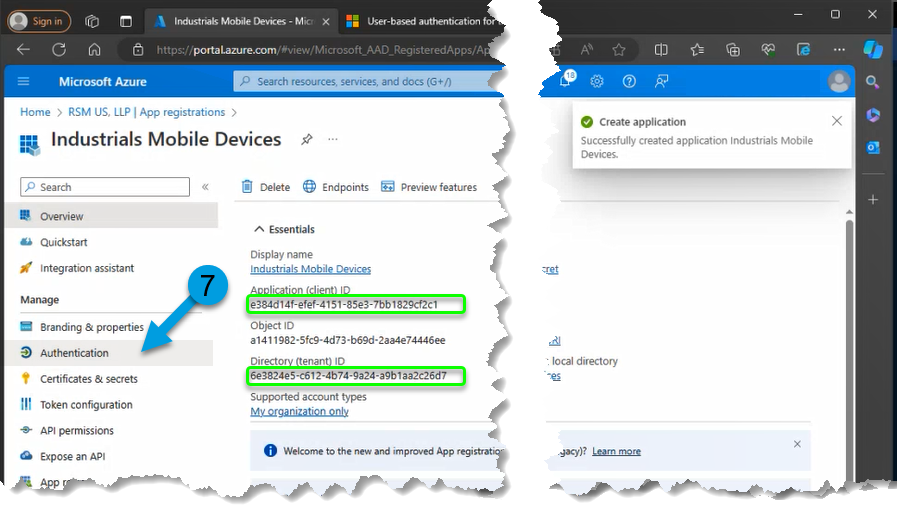 Sign in
Industrials Mobile Devices - Micr
User-based authentication for
https://portal.azure.com/#view/Microsoft_AAD_RegisteredApps/Ap
Microsoft Azure
Search resources, services, and docs (G+/)
18
Home > RSM US, LLP | App registrations >
Industrials Mobile Devices
...
Create application
Successfully created application Industrials Mobile
Devices.
Search
«
Delete
Endpoints
Preview features
Overview
Quickstart
Integration assistant
Manage
Branding & properties
Authentication
Certificates & secrets
Token configuration
API permissions
Expose an API
App
7
Essentials
Display name
Industrials Mobile Devices
Application (client) ID
e384d14f-efef-4151-85e3-7bb1829cf2c1
Object ID
a1411982-5fc9-4d73-b69d-2aa4e74446ee
Directory (tenant) ID
6e3824e5-c612-4b74-9a24-a9b1aa2c26d7
Supported account types
My organization only
cret
RI
t local directory
ces
Welcome to the new and improved App registration
gacy)? Learn more